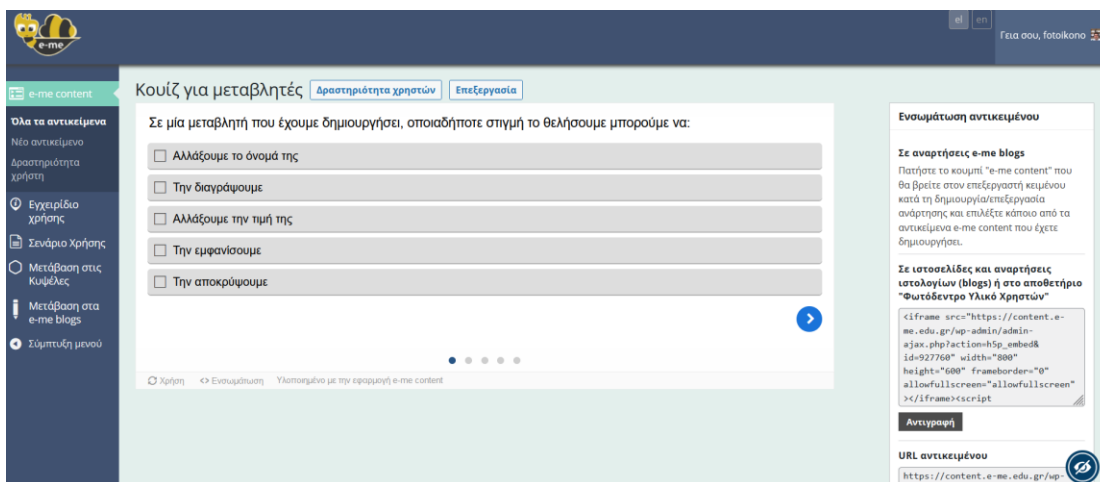 e-me
el en
Γεια σου, fotoikono
e-me content
Όλα τα αντικείμενα
Νέο αντικείμενο
Δραστηριότητα
χρήστη
Εγχειρίδιο
χρήσης
Σενάριο Χρήσης
Μετάβαση στις
Κυψέλες
Μετάβαση στα
e-me blogs
Σύμπτυξη μενού
Κουίζ για μεταβλητές Δραστηριότητα χρηστών Επεξεργασία
Σε μία μεταβλητή που έχουμε δημιουργήσει, οποιαδήποτε στιγμή το θελήσουμε μπορούμε να:
Αλλάξουμε το όνομά της
Την διαγράψουμε
Αλλάξουμε την τιμή της
Την εμφανίσουμε
Την αποκρύψουμε
Χρήση <> Ενσωμάτωση Υλοποιημένο με την εφαρμογή e-me content
Ενσωμάτωση αντικειμένου
Σε αναρτήσεις e-me blogs
Πατήστε το κουμπί "e-me content" που
θα βρείτε στον επεξεργαστή κειμένου
κατά τη δημιουργία/επεξεργασία
ανάρτησης και επιλέξτε κάποιο από τα
αντικείμενα e-me content που έχετε
δημιουργήσει.
Σε ιστοσελίδες και αναρτήσεις
ιστολογίων (blogs) ή στο αποθετήριο
"Φωτόδεντρο Υλικό Χρηστών"
<iframe src="https://content.e-
me.edu.gr/wp-admin/admin-
ajax.php?action=h5p_embed&
id=927760" width="800"
height="600" frameborder="0"
allowfullscreen="allowfullscreen"
></iframe><script
Αντιγραφή
URL αντικειμένου
https://content.e-me.edu.gr/wp-